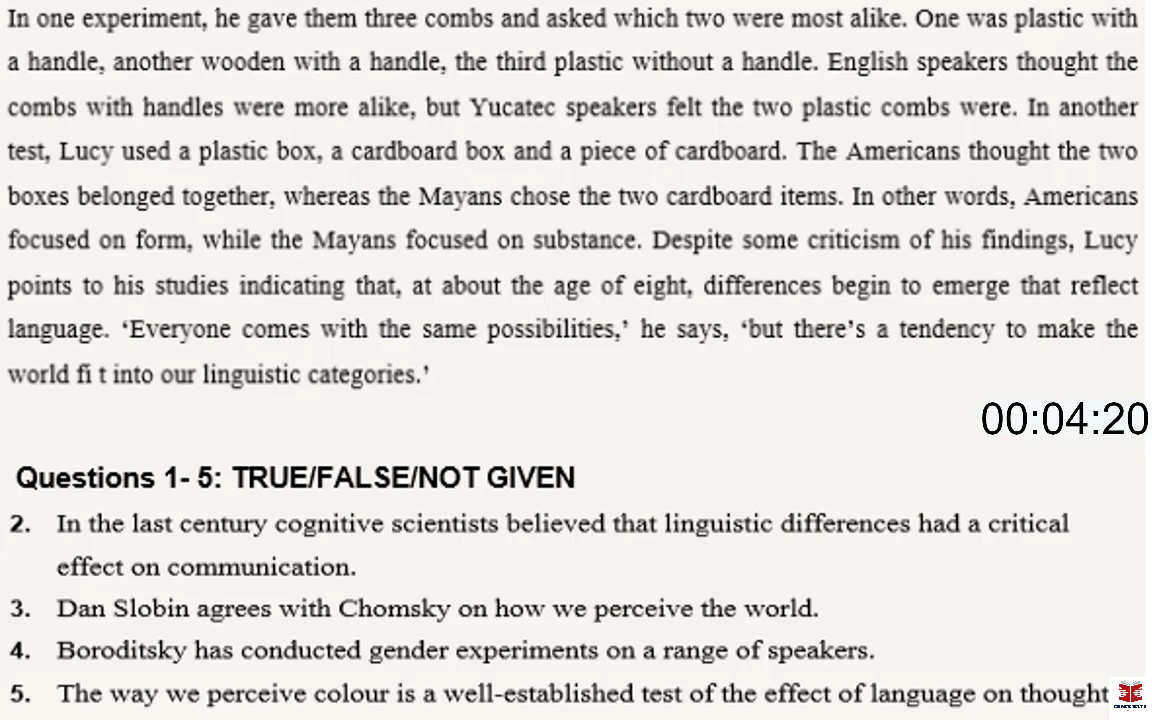 In one experiment, he gave them three combs and asked which two were most alike. One was plastic with
a handle, another wooden with a handle, the third plastic without a handle. English speakers thought the
combs with handles were more alike, but Yucatec speakers felt the two plastic combs were. In another
test, Lucy used a plastic box, a cardboard box and a piece of cardboard. The Americans thought the two
boxes belonged together, whereas the Mayans chose the two cardboard items. In other words, Americans
focused on form, while the Mayans focused on substance. Despite some criticism of his findings, Lucy
points to his studies indicating that, at about the age of eight, differences begin to emerge that reflect
language. ‘Everyone comes with the same possibilities,’ he says, ‘but there’s a tendency to make the
world fi t into our linguistic categories.’
00:04:20
Questions 1- 5: TRUE/FALSE/NOT GIVEN
2. In the last century cognitive scientists believed that linguistic differences had a critical
effect on communication.
3. Dan Slobin agrees with Chomsky on how we perceive the world.
4. Boroditsky has conducted gender experiments on a range of speakers.
5. The way we perceive colour is a well-established test of the effect of language on thought